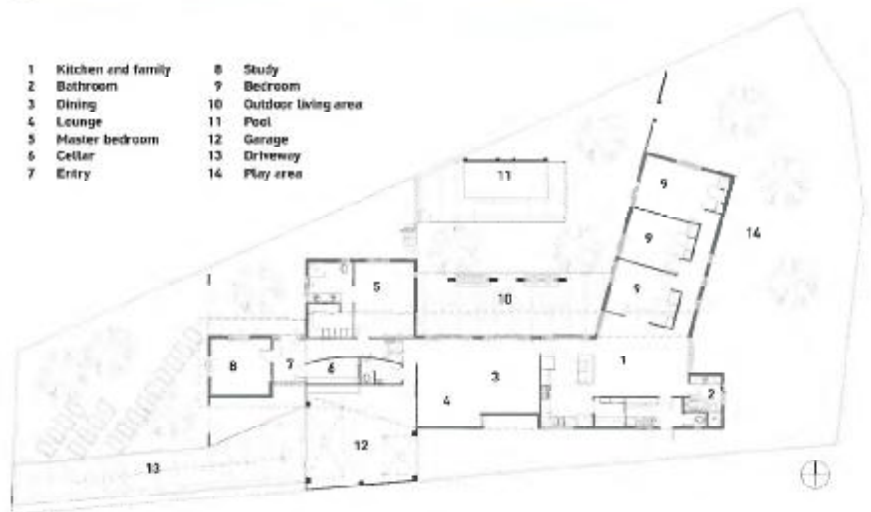 1 Kitchen and family
2 Bathroom
3 Dining
4 Lounge
5 Master bedroom
6 Cellar
7 Entry
8 Study
9 Bedroom
10 Outdoor living area
11 Pool
12 Garage
13 Driveway
14 Play area
11
9
9
14
5
10
9
8
7
6
3
1
4
2
12
13